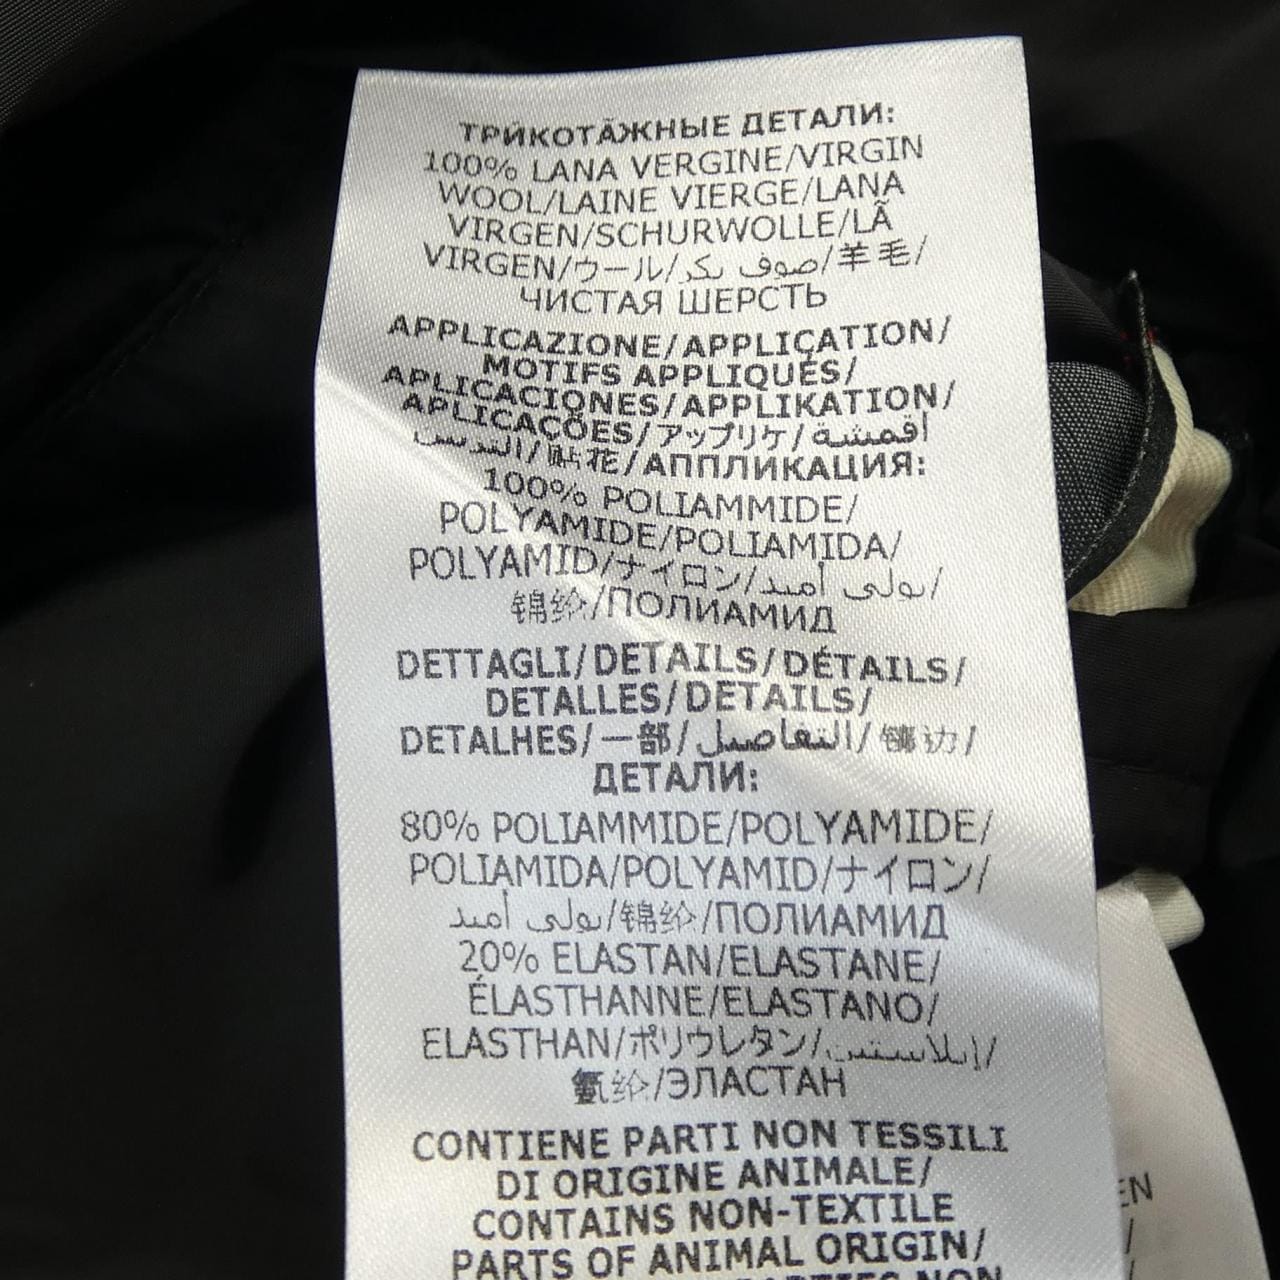 ТРИКОТАЖНЫЕ ДЕТАЛИ:
100% LANA VERGINE/VIRGIN
WOOL/LAINE VIERGE/LANA
VIRGEN/SCHURWOLLE/LÃ
VIRGEN/ウール/صوف بكر/羊毛/
ЧИСТАЯ ШЕРСТЬ
APPLICAZIONE/APPLICATION/
MOTIFS APPLIQUÉS/
APLICACIONES/APPLIKATION/
APLICAÇÕES/アップリケ/أقمشة
التزيين/贴花/АППЛИКАЦИЯ:
100% POLIAMMIDE/
POLYAMIDE/POLIAMIDA/
POLYAMID/ナイロン/بولى أميد/
锦纶/ПОЛИАМИД
DETTAGLI/DETAILS/DÉTAILS/
DETALLES/DETAILS/
DETALHES/一部/التفاصيل/镶边/
ДЕТАЛИ:
80% POLIAMMIDE/POLYAMIDE/
POLIAMIDA/POLYAMID/ナイロン/
بولى أميد/锦纶/ПОЛИАМИД
20% ELASTAN/ELASTANE/
ÉLASTHANNE/ELASTANO/
ELASTHAN/ポリウレタン/إيلاستين/
氨纶/ЭЛАСТАН
CONTIENE PARTI NON TESSILI
DI ORIGINE ANIMALE/
CONTAINS NON-TEXTILE
PARTS OF ANIMAL ORIGIN/